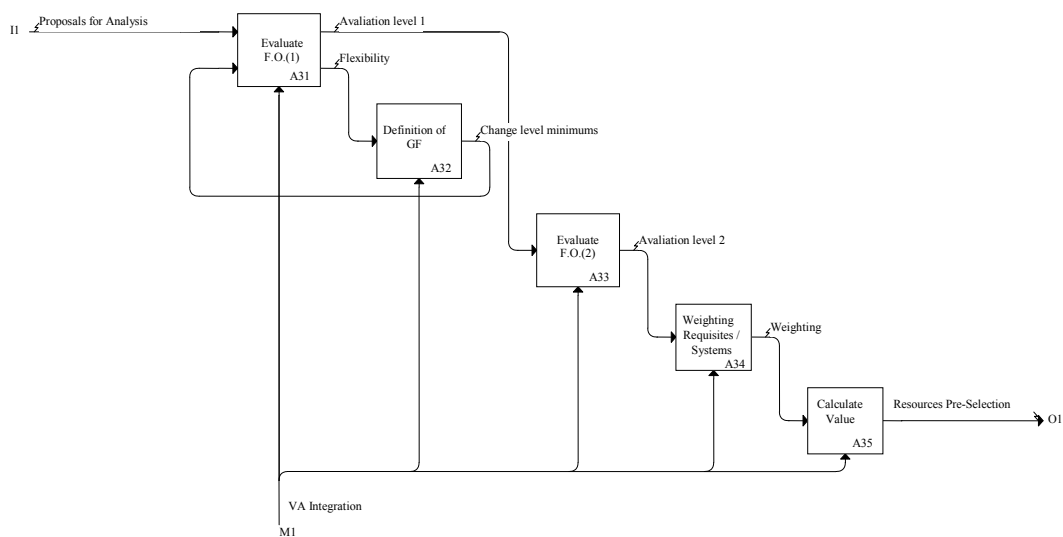 I1
Proposals for Analysis
Avaliation level 1
Evaluate
F.O.(1)
A31
Flexibility
Definition of
GF
A32
Change level minimums
Evaluate
F.O.(2)
A33
Avaliation level 2
Weighting
Requisites /
Systems
A34
Weighting
Calculate
Value
A35
Resources Pre-Selection
O1
VA Integration
M1